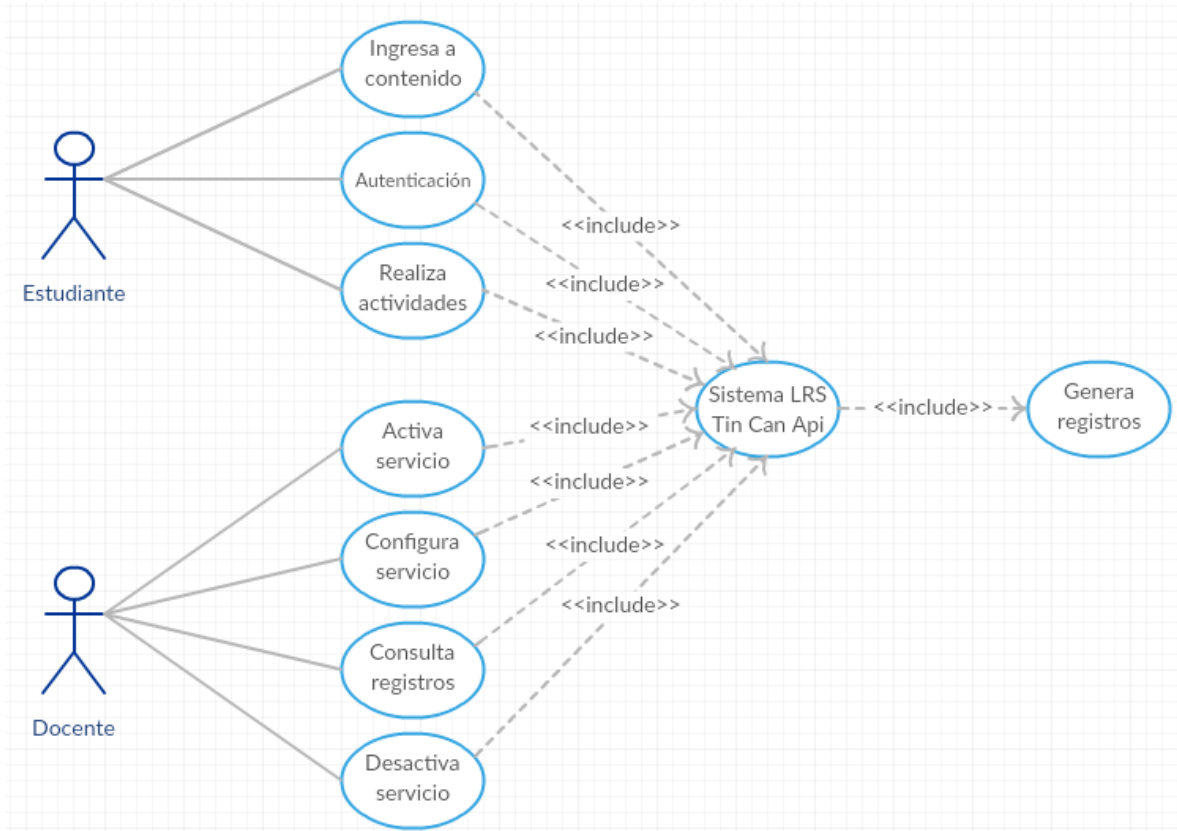 Ingresa a
contenido
Autenticación
Realiza
actividades
Estudiante
<<include>>
<<include>>
<<include>>
Activa
servicio
Configura
servicio
Consulta
registros
Desactiva
servicio
Docente
<<include>>
<<include>>
<<include>>
<<include>>
Sistema LRS
Tin Can Api
<<include>>
Genera
registros